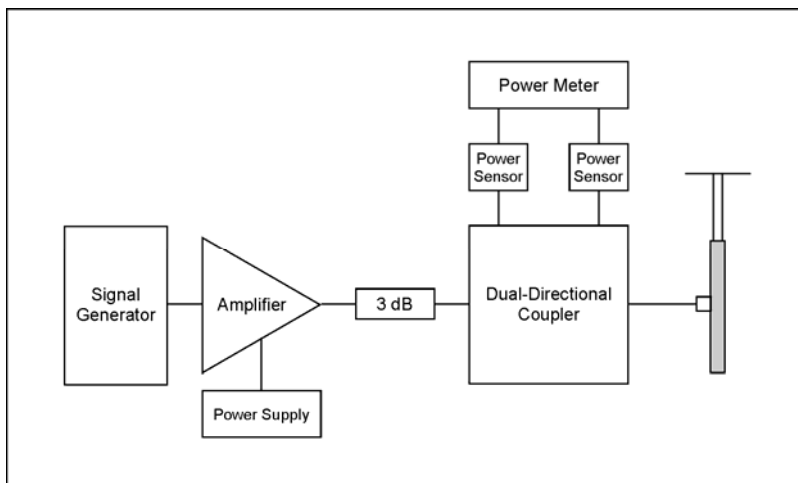 Power Meter
Power
Sensor
Power
Sensor
Signal
Generator
Amplifier
3 dB
Dual-Directional
Coupler
Power Supply